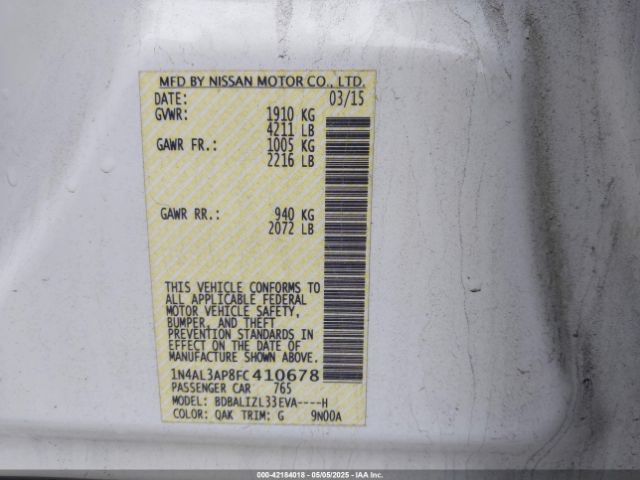 MFD BY NISSAN MOTOR CO., LTD.
DATE: 03/15
GVWR: 1910 KG
4211 LB
GAWR FR.: 1005 KG
2216 LB
GAWR RR.: 940 KG
2072 LB
THIS VEHICLE CONFORMS TO
ALL APPLICABLE FEDERAL
MOTOR VEHICLE SAFETY,
BUMPER, AND THEFT
PREVENTION STANDARDS IN
EFFECT ON THE DATE OF
MANUFACTURE SHOWN ABOVE.
1N4AL3AP8FC410678
PASSENGER CAR 765
MODEL: BDBALIZL33EVA----H
COLOR: QAK TRIM: G 9N00A
000-42184018 - 05/05/2025 - IAA Inc.